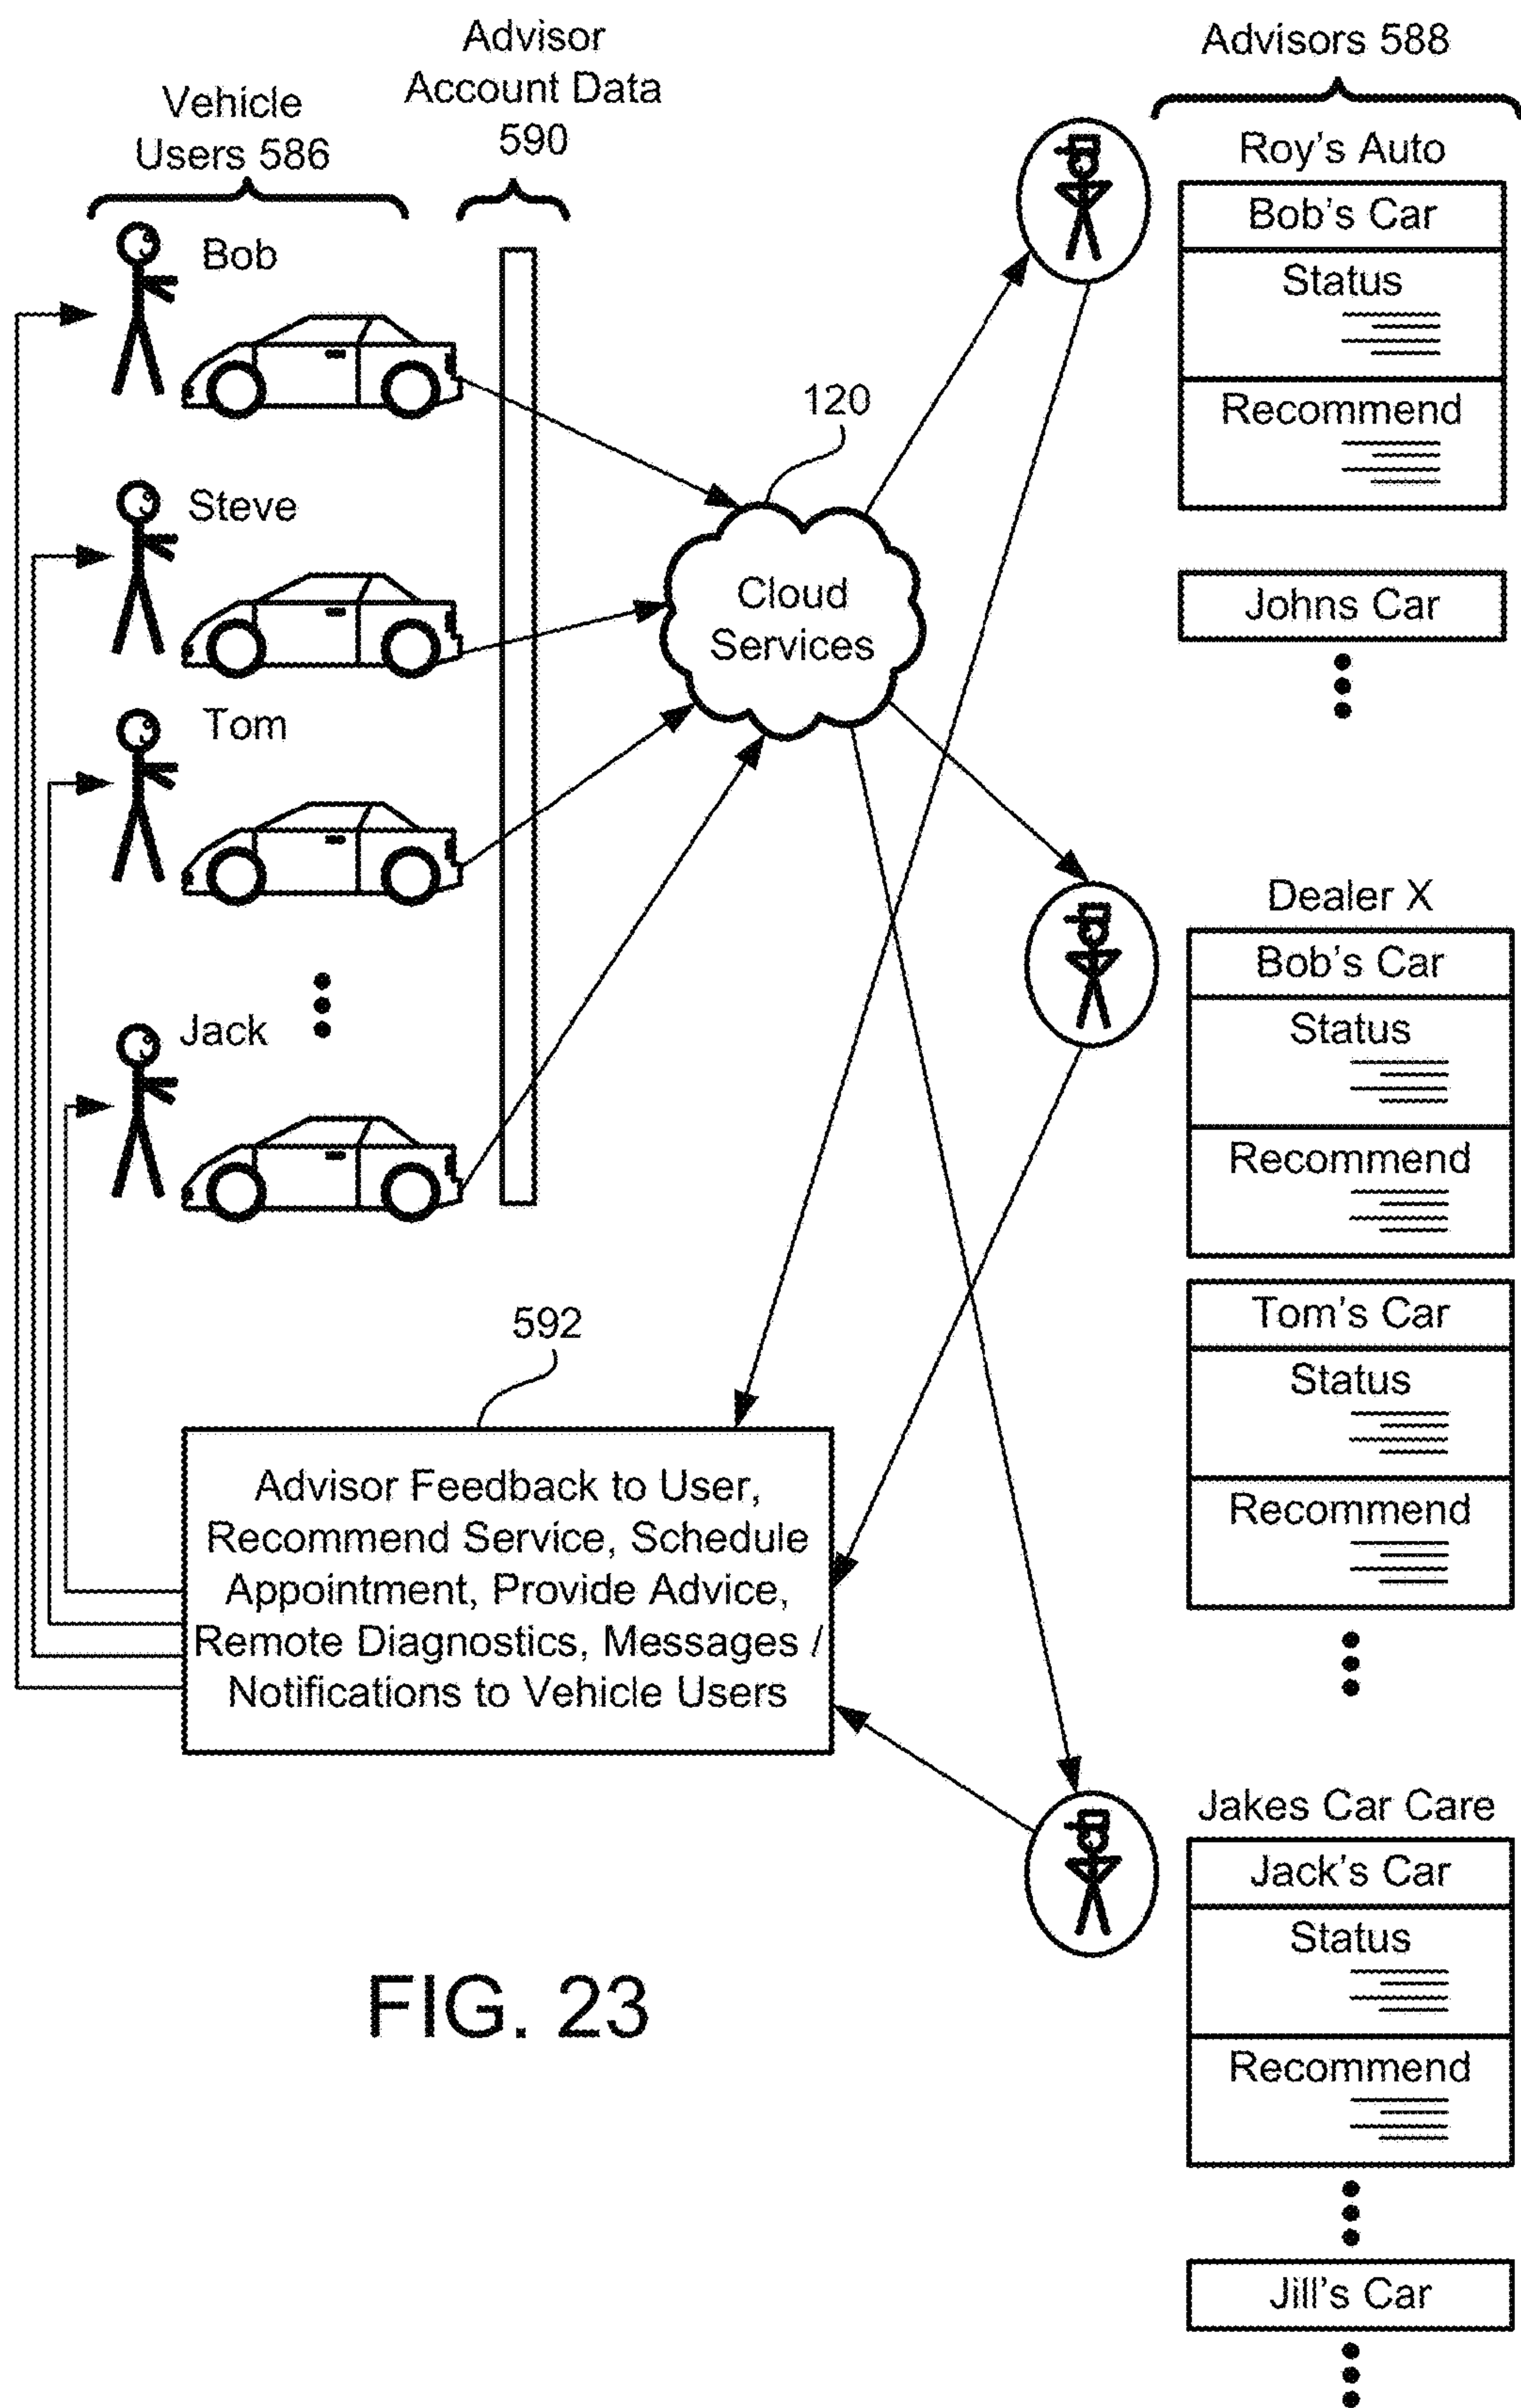 Vehicle
Users 586
Advisor
Account Data
590
Advisors 588
Bob
Steve
Tom
Jack
120
Cloud
Services
Roy's Auto
Bob's Car
Status
Recommend
Johns Car
Dealer X
Bob's Car
Status
Recommend
Tom's Car
Status
Recommend
592
Advisor Feedback to User,
Recommend Service, Schedule
Appointment, Provide Advice,
Remote Diagnostics, Messages /
Notifications to Vehicle Users
Jakes Car Care
Jack's Car
Status
Recommend
Jill's Car
FIG. 23